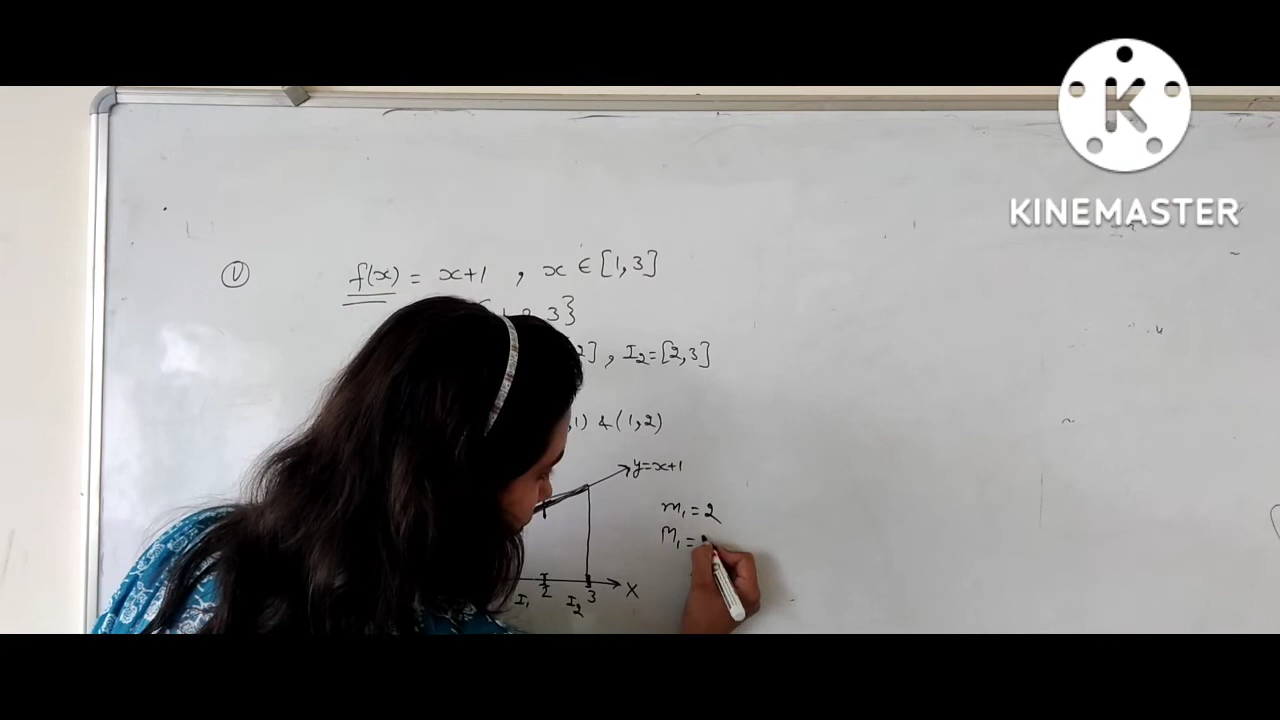 KINEMASTER
V f(x) = x+1 , x ∈ [1,3]
3}
2] , I₂=[2,3]
,1) & (1,2)
y=x+1
m₁ = 2
M₁ =
X
I₁ 2 I₂ 3